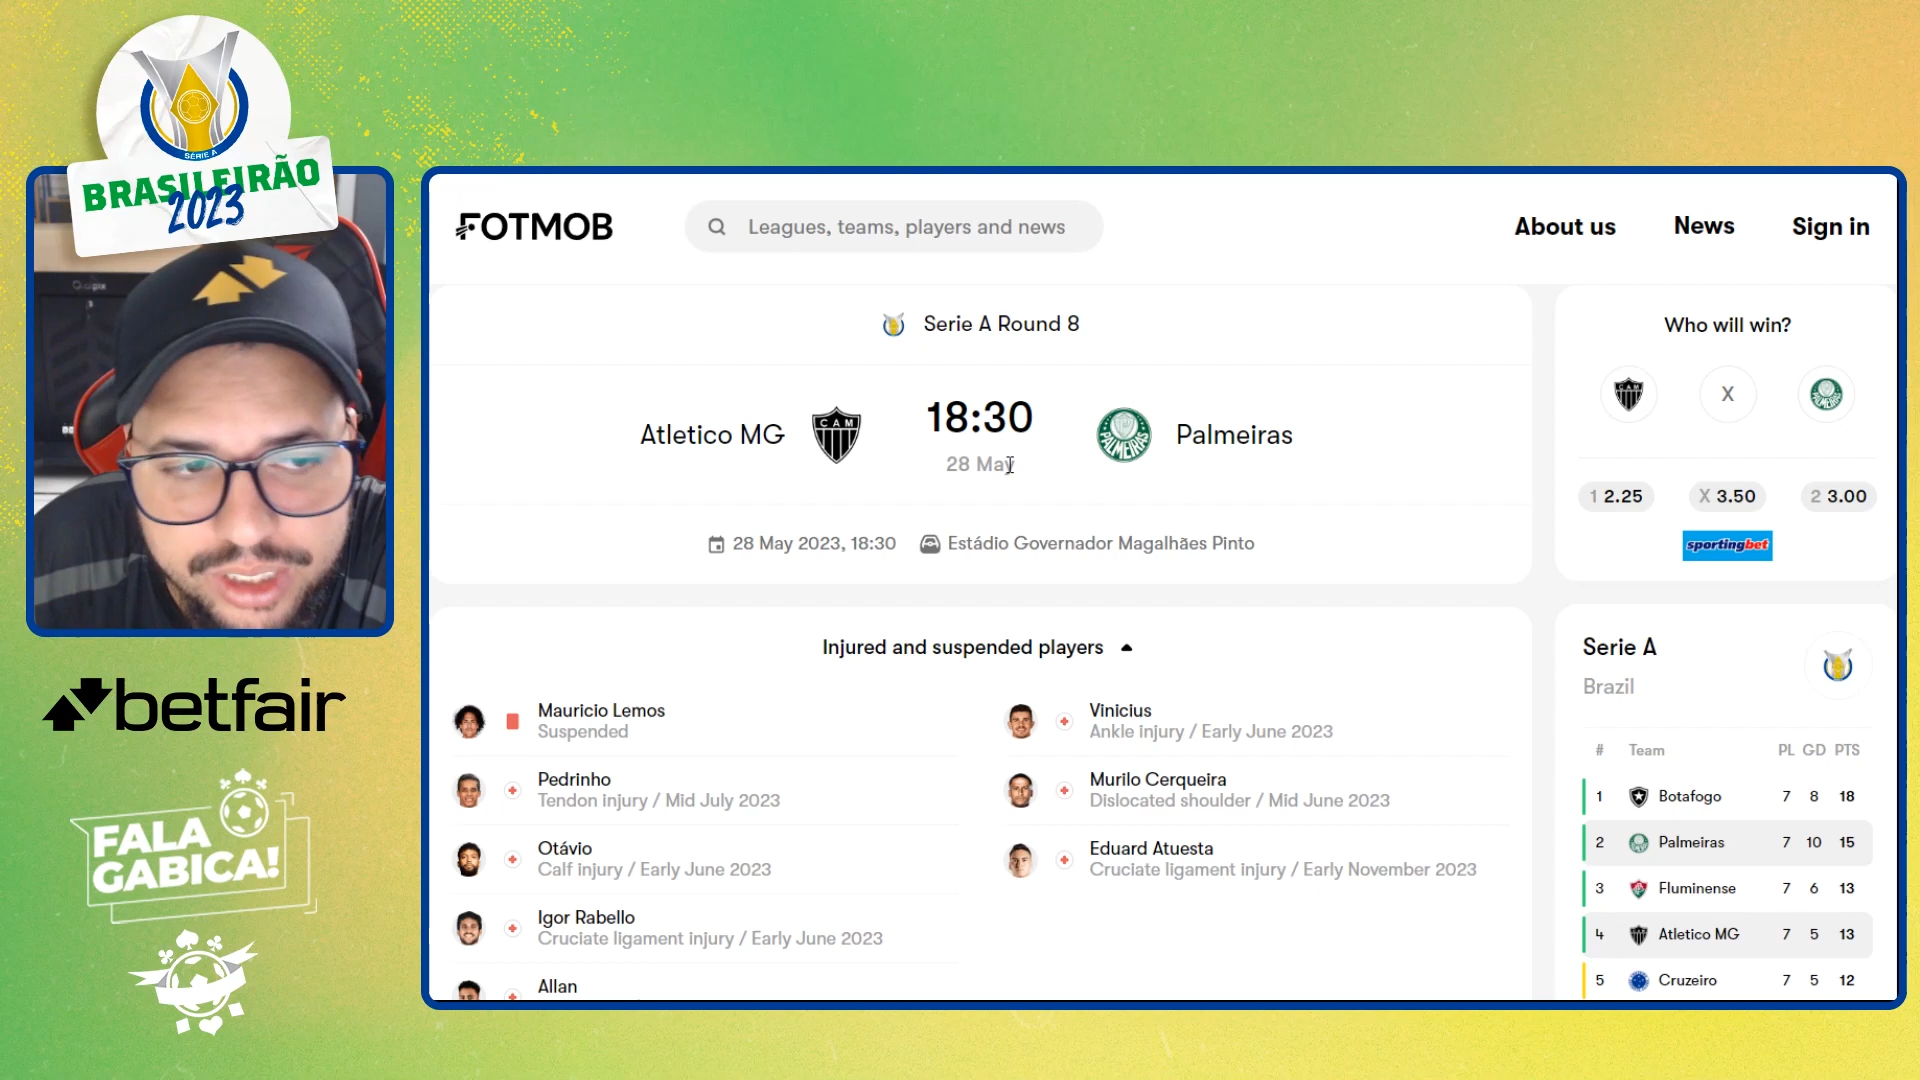 SÉRIE A
BRASILEIRÃO
2023
betfair
FALA
GABICA!
FOTMOB
Leagues, teams, players and news
About us
News
Sign in
Serie A Round 8
Atletico MG
CAM
18:30
28 May
PALMEIRAS
Palmeiras
28 May 2023, 18:30
Estádio Governador Magalhães Pinto
Who will win?
CAM
X
PALMEIRAS
1 2.25
X 3.50
2 3.00
sportingbet
Injured and suspended players
Mauricio Lemos
Suspended
Pedrinho
Tendon injury / Mid July 2023
Otávio
Calf injury / Early June 2023
Igor Rabello
Cruciate ligament injury / Early June 2023
Allan
Vinicius
Ankle injury / Early June 2023
Murilo Cerqueira
Dislocated shoulder / Mid June 2023
Eduard Atuesta
Cruciate ligament injury / Early November 2023
Serie A
Brazil
# Team PL GD PTS
1 Botafogo 7 8 18
2 Palmeiras 7 10 15
3 Fluminense 7 6 13
4 Atletico MG 7 5 13
5 Cruzeiro 7 5 12